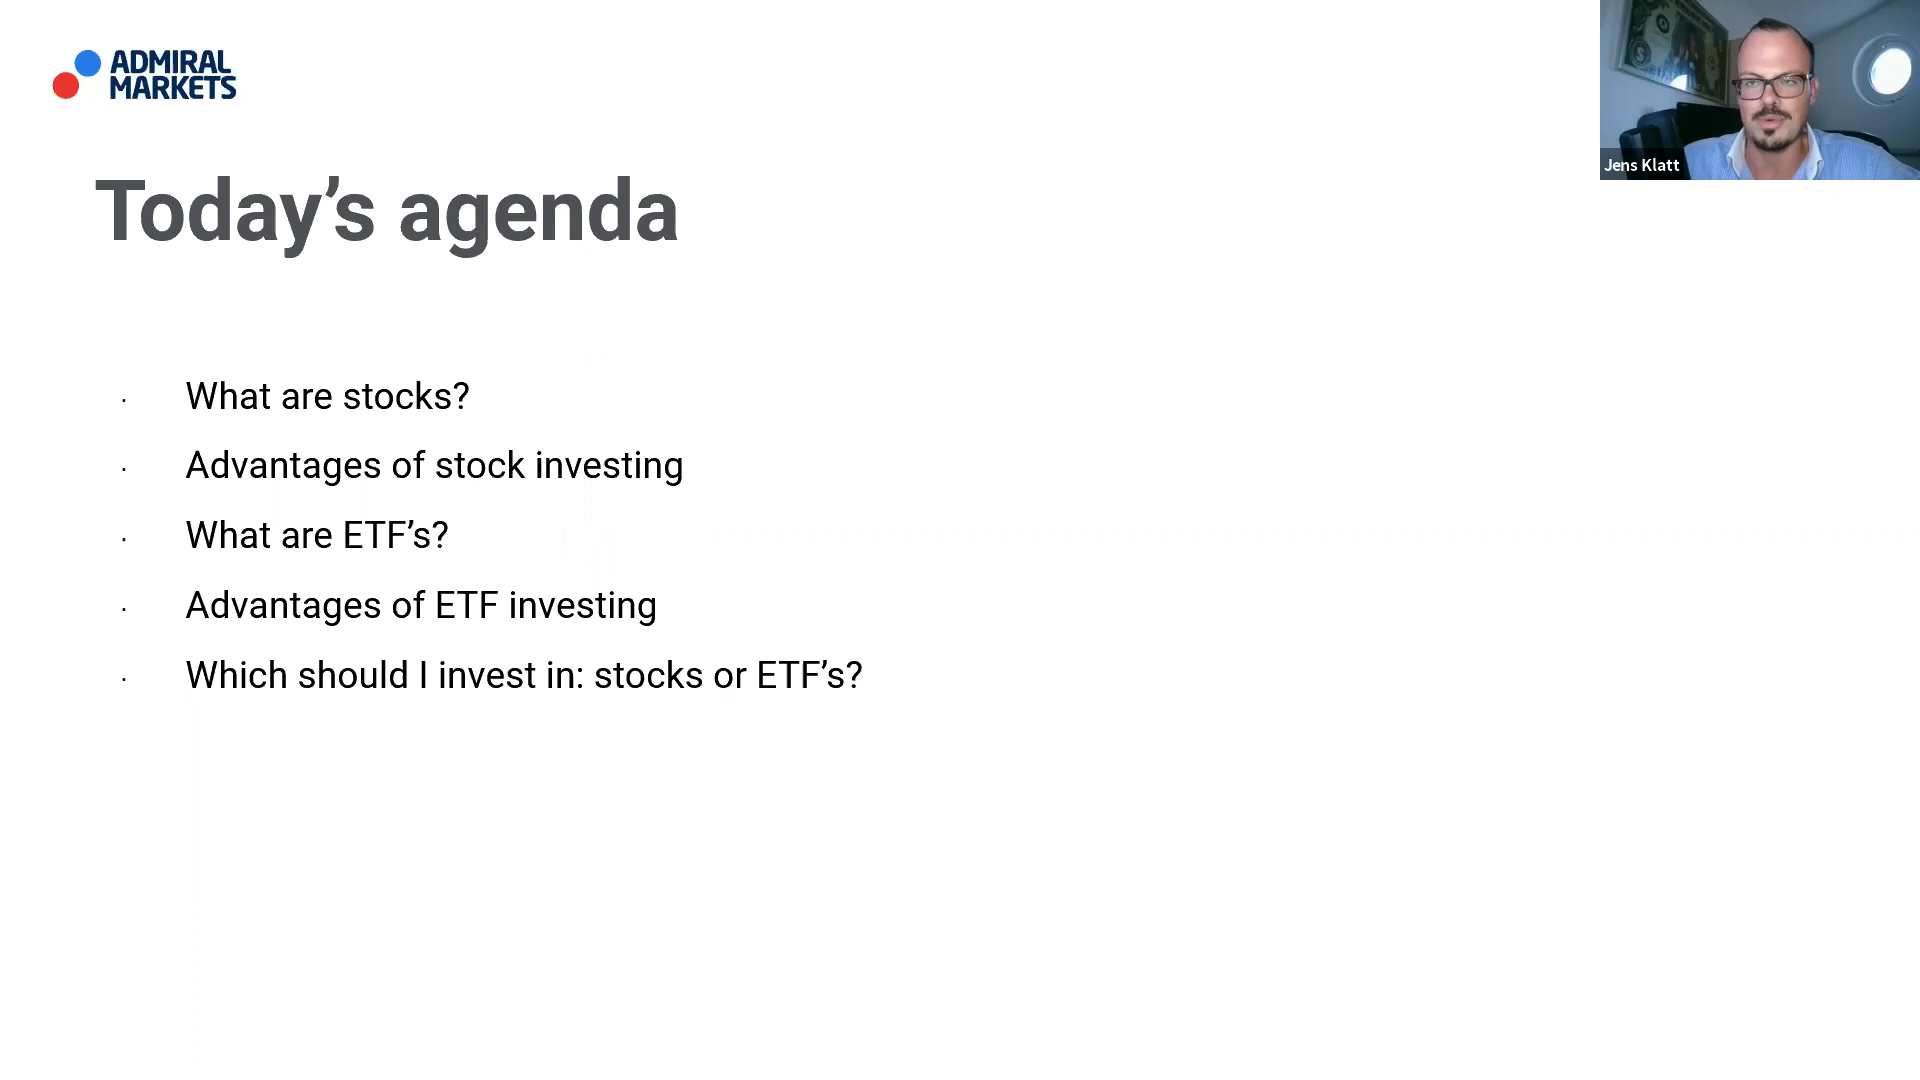 ADMIRAL
MARKETS
Jens Klatt
Today’s agenda
· What are stocks?
· Advantages of stock investing
· What are ETF’s?
· Advantages of ETF investing
· Which should I invest in: stocks or ETF’s?